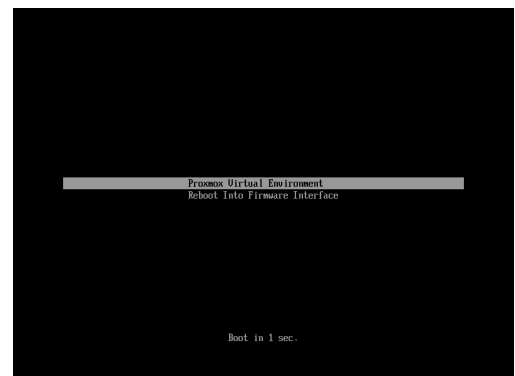 Proxmox Virtual Environment
Reboot Into Firmware Interface
Boot in 1 sec.